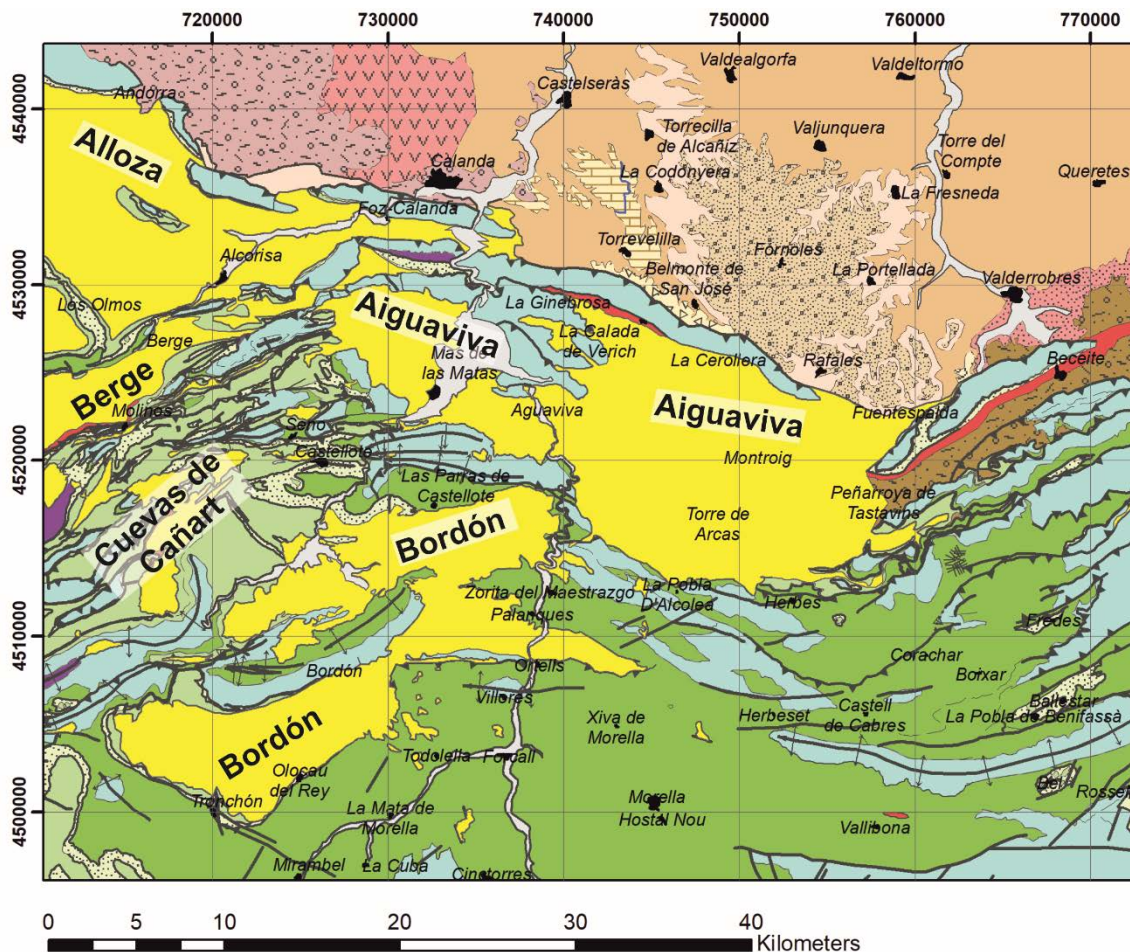 720000 730000 740000 750000 760000 770000
4540000
4530000
4520000
4510000
4500000
Valdealgorfa
Valdeltormo
Castelseràs
Andorra
Torrecilla
de Alcañiz
Valjunquera
Torre del
Compte
Alloza
Calanda
La Codonyera
Queretes
La Fresneda
Foz-Calanda
Torrevelilla
Fórnoles
Alcorisa
Belmonte de
San José
La Portellada
Valderrobres
Los Olmos
La Ginebrosa
Aiguaviva
La Calada
de Verich
Berge
Mas de
las Matas
La Cerollera
Rafales
Beceite
Berge
Molinos
Aguaviva
Aiguaviva
Fuentespalda
Seno
Castellote
Montroig
Las Parras de
Castellote
Cuevas de
Cañart
Peñarroya de
Tastavins
Bordón
Torre de
Arcas
Zorita del Maestrazgo
La Pobla
D'Alcolea
Herbes
Palanques
Fredes
Bordón
Ortells
Corachar
Boixar
Villores
Ballestar
Bordón
Xiva de
Morella
Herbeset
Castell
de Cabres
La Pobla de Benifassà
Todolella
Forcall
Olocau
del Rey
Bel
Rossell
Tronchón
La Mata de
Morella
Morella
Hostal Nou
Vallibona
Mirambel
La Cuba
Cinctorres
0 5 10 20 30 40
Kilometers